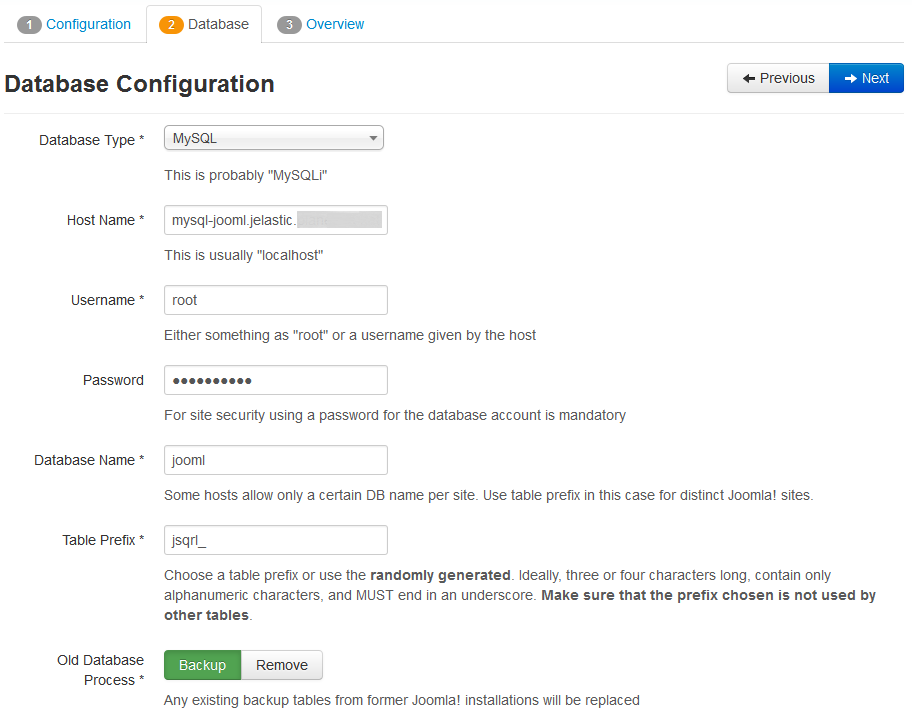 1 Configuration 2 Database 3 Overview
Database Configuration
Previous Next
Database Type * MySQL
This is probably "MySQLi"
Host Name * mysql-jooml.jelastic.
This is usually "localhost"
Username * root
Either something as "root" or a username given by the host
Password ●●●●●●●●●●
For site security using a password for the database account is mandatory
Database Name * jooml
Some hosts allow only a certain DB name per site. Use table prefix in this case for distinct Joomla! sites.
Table Prefix * jsqrl_
Choose a table prefix or use the randomly generated. Ideally, three or four characters long, contain only
alphanumeric characters, and MUST end in an underscore. Make sure that the prefix chosen is not used by
other tables.
Old Database
Process *
Backup Remove
Any existing backup tables from former Joomla! installations will be replaced